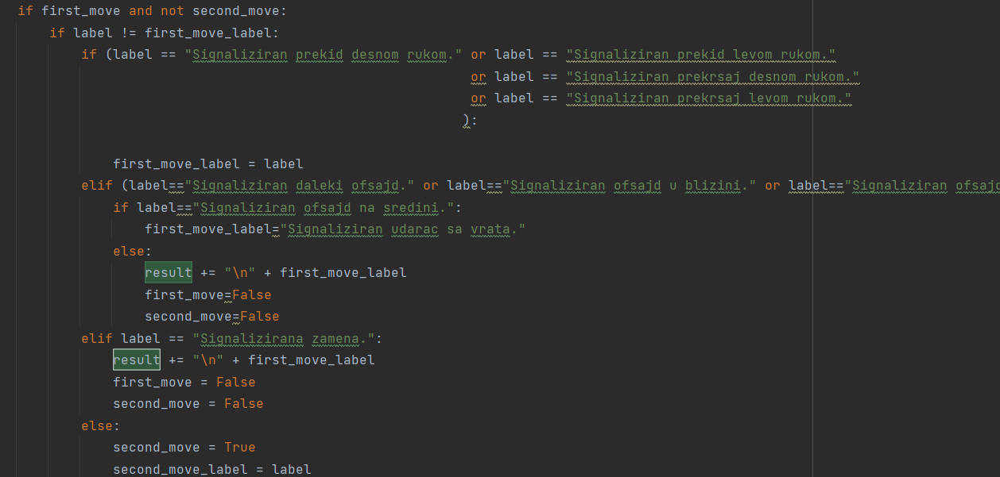 if first_move and not second_move:
if label != first_move_label:
if (label == "Signaliziran prekid desnom rukom." or label == "Signaliziran prekid levom rukom."
or label == "Signaliziran prekrsaj desnom rukom."
or label == "Signaliziran prekrsaj levom rukom."
):
first_move_label = label
elif (label=="Signaliziran daleki ofsajd." or label=="Signaliziran ofsajd u blizini." or label=="Signaliziran
if label=="Signaliziran ofsajd na sredini.":
first_move_label="Signaliziran udarac sa vrata."
else:
result += "\n" + first_move_label
first_move=False
second_move=False
elif label == "Signalizirana zamena.":
result += "\n" + first_move_label
first_move = False
second_move = False
else:
second_move = True
second_move_label = label